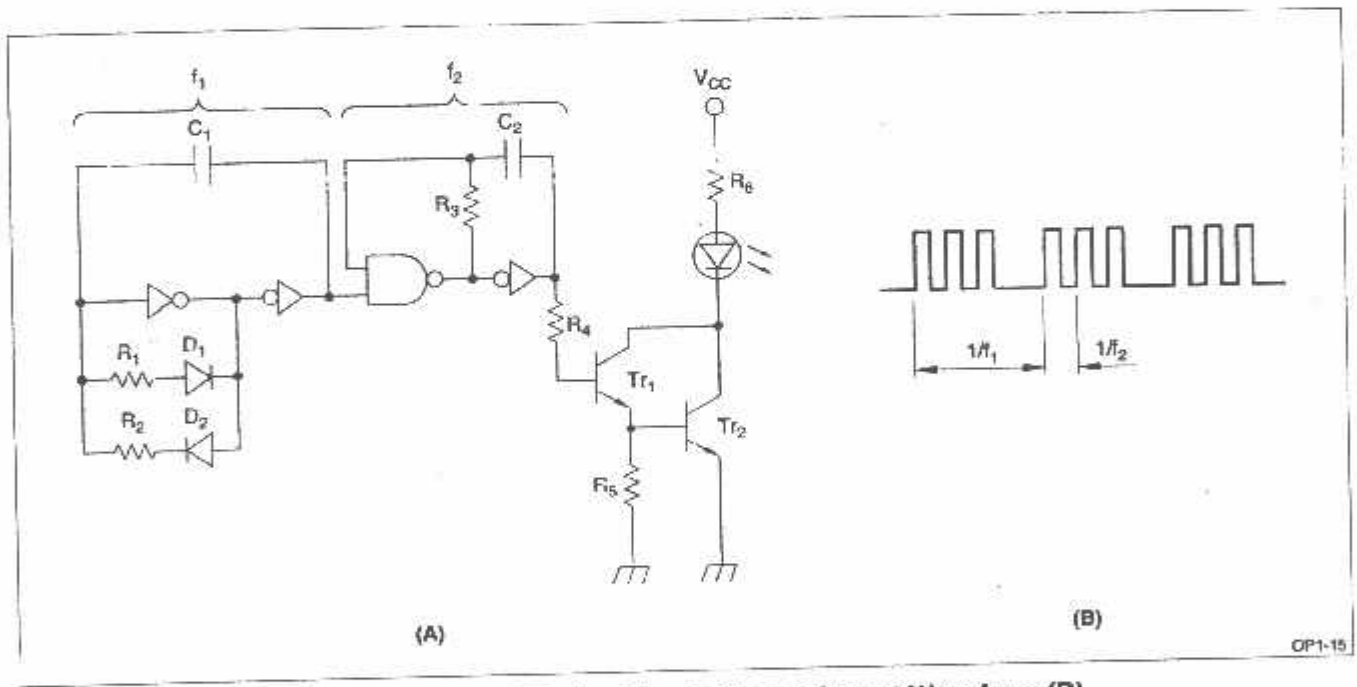 f₁
f₂
V_CC
C₁
C₂
R₃
R₆
R₁
D₁
R₂
D₂
R₄
Tr₁
Tr₂
R₅
1/f₁
1/f₂
(A)
(B)
OP1-15
(B)